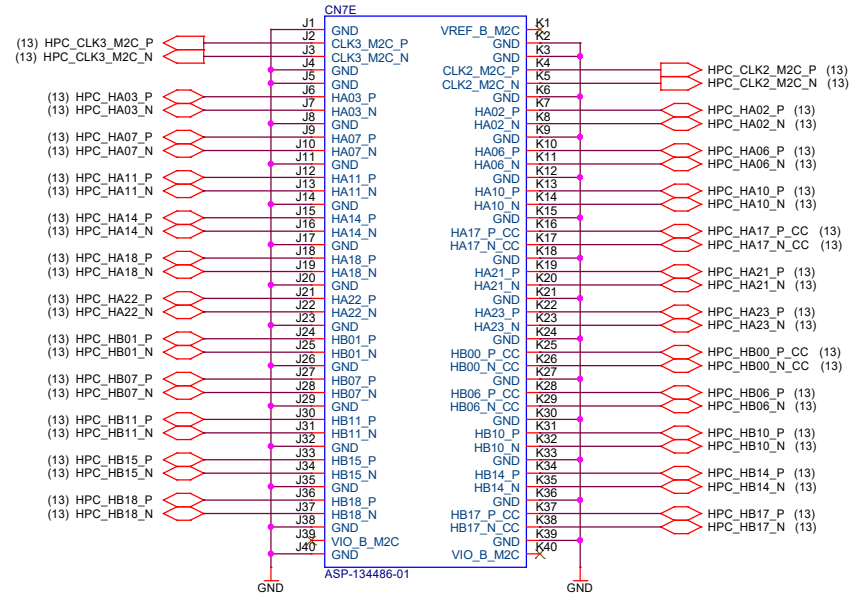 CN7E
J1 GND VREF_B_M2C K1
(13) HPC_CLK3_M2C_P J2 CLK3_M2C_P GND K2
(13) HPC_CLK3_M2C_N J3 CLK3_M2C_N GND K3
J4 GND CLK2_M2C_P K4 HPC_CLK2_M2C_P (13)
J5 GND CLK2_M2C_N K5 HPC_CLK2_M2C_N (13)
(13) HPC_HA03_P J6 HA03_P GND K6
(13) HPC_HA03_N J7 HA03_N HA02_P K7 HPC_HA02_P (13)
J8 GND HA02_N K8 HPC_HA02_N (13)
(13) HPC_HA07_P J9 HA07_P GND K9
(13) HPC_HA07_N J10 HA07_N HA06_P K10 HPC_HA06_P (13)
J11 GND HA06_N K11 HPC_HA06_N (13)
(13) HPC_HA11_P J12 HA11_P GND K12
(13) HPC_HA11_N J13 HA11_N HA10_P K13 HPC_HA10_P (13)
J14 GND HA10_N K14 HPC_HA10_N (13)
(13) HPC_HA14_P J15 HA14_P GND K15
(13) HPC_HA14_N J16 HA14_N HA17_P_CC K16 HPC_HA17_P_CC (13)
J17 GND HA17_N_CC K17 HPC_HA17_N_CC (13)
(13) HPC_HA18_P J18 HA18_P GND K18
(13) HPC_HA18_N J19 HA18_N HA21_P K19 HPC_HA21_P (13)
J20 GND HA21_N K20 HPC_HA21_N (13)
(13) HPC_HA22_P J21 HA22_P GND K21
(13) HPC_HA22_N J22 HA22_N HA23_P K22 HPC_HA23_P (13)
J23 GND HA23_N K23 HPC_HA23_N (13)
(13) HPC_HB01_P J24 HB01_P GND K24
(13) HPC_HB01_N J25 HB01_N HB00_P_CC K25 HPC_HB00_P_CC (13)
J26 GND HB00_N_CC K26 HPC_HB00_N_CC (13)
(13) HPC_HB07_P J27 HB07_P GND K27
(13) HPC_HB07_N J28 HB07_N HB06_P_CC K28 HPC_HB06_P (13)
J29 GND HB06_N_CC K29 HPC_HB06_N (13)
(13) HPC_HB11_P J30 HB11_P GND K30
(13) HPC_HB11_N J31 HB11_N HB10_P K31 HPC_HB10_P (13)
J32 GND HB10_N K32 HPC_HB10_N (13)
(13) HPC_HB15_P J33 HB15_P GND K33
(13) HPC_HB15_N J34 HB15_N HB14_P K34 HPC_HB14_P (13)
J35 GND HB14_N K35 HPC_HB14_N (13)
(13) HPC_HB18_P J36 HB18_P GND K36
(13) HPC_HB18_N J37 HB18_N HB17_P_CC K37 HPC_HB17_P (13)
J38 GND HB17_N_CC K38 HPC_HB17_N (13)
J39 VIO_B_M2C GND K39
J40 GND VIO_B_M2C K40
ASP-134486-01
GND GND